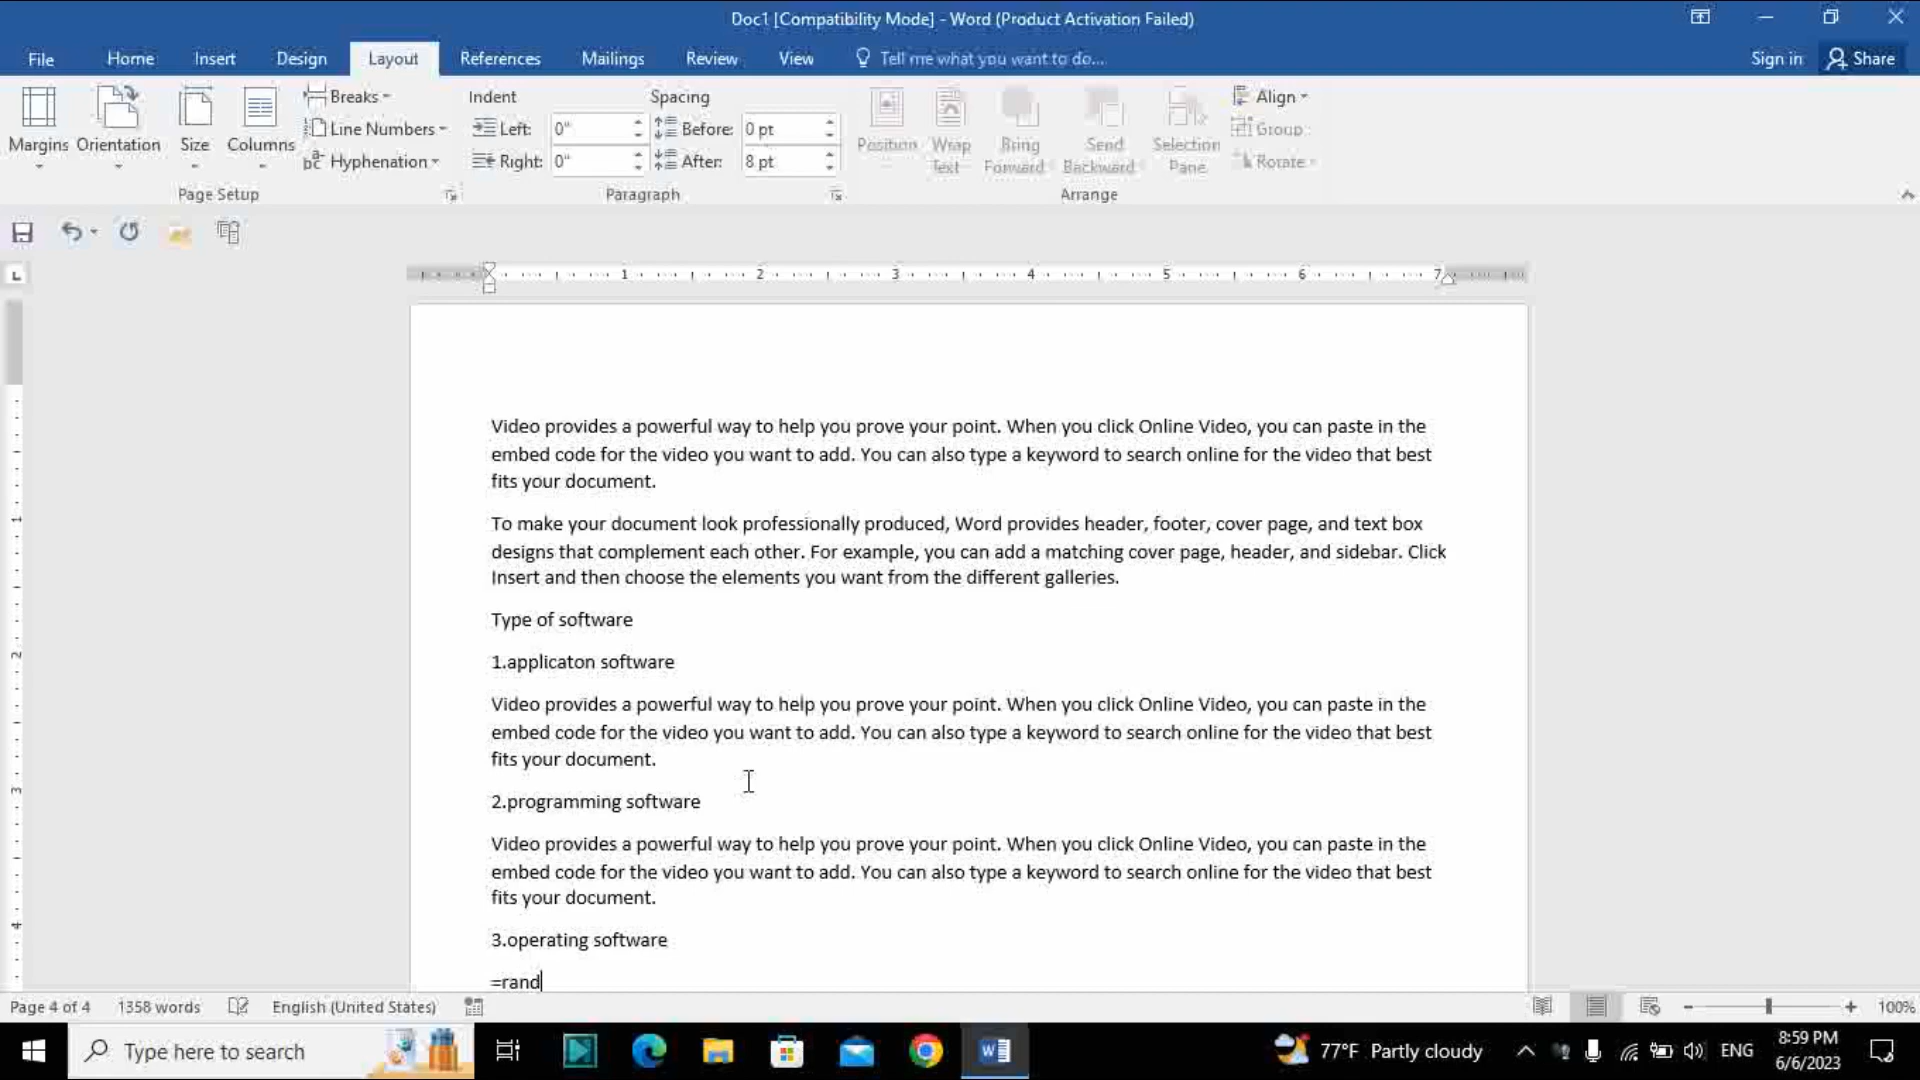 Doc1 [Compatibility Mode] - Word (Product Activation Failed)
File Home Insert Design Layout References Mailings Review View Tell me what you want to do... Sign in Share
Margins Orientation Size Columns
Breaks
Line Numbers
Hyphenation
Page Setup
Indent
Left: 0"
Right: 0"
Spacing
Before: 0 pt
After: 8 pt
Paragraph
Position
Wrap Text
Bring Forward
Send Backward
Selection Pane
Align
Group
Rotate
Arrange
1 2 3 4 5 6 7
Video provides a powerful way to help you prove your point. When you click Online Video, you can paste in the
embed code for the video you want to add. You can also type a keyword to search online for the video that best
fits your document.
To make your document look professionally produced, Word provides header, footer, cover page, and text box
designs that complement each other. For example, you can add a matching cover page, header, and sidebar. Click
Insert and then choose the elements you want from the different galleries.
Type of software
1.applicaton software
Video provides a powerful way to help you prove your point. When you click Online Video, you can paste in the
embed code for the video you want to add. You can also type a keyword to search online for the video that best
fits your document.
2.programming software
Video provides a powerful way to help you prove your point. When you click Online Video, you can paste in the
embed code for the video you want to add. You can also type a keyword to search online for the video that best
fits your document.
3.operating software
=rand
1
2
3
4
Page 4 of 4 1358 words English (United States) 100%
Type here to search
77°F Partly cloudy
ENG
8:59 PM
6/6/2023